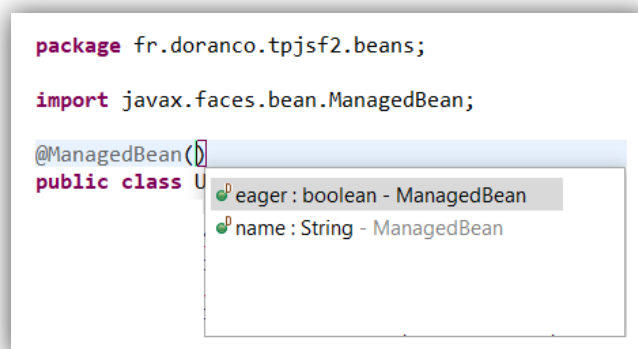 package fr.doranco.tpjsf2.beans;
import javax.faces.bean.ManagedBean;
@ManagedBean()
public class U
eager : boolean - ManagedBean
name : String - ManagedBean